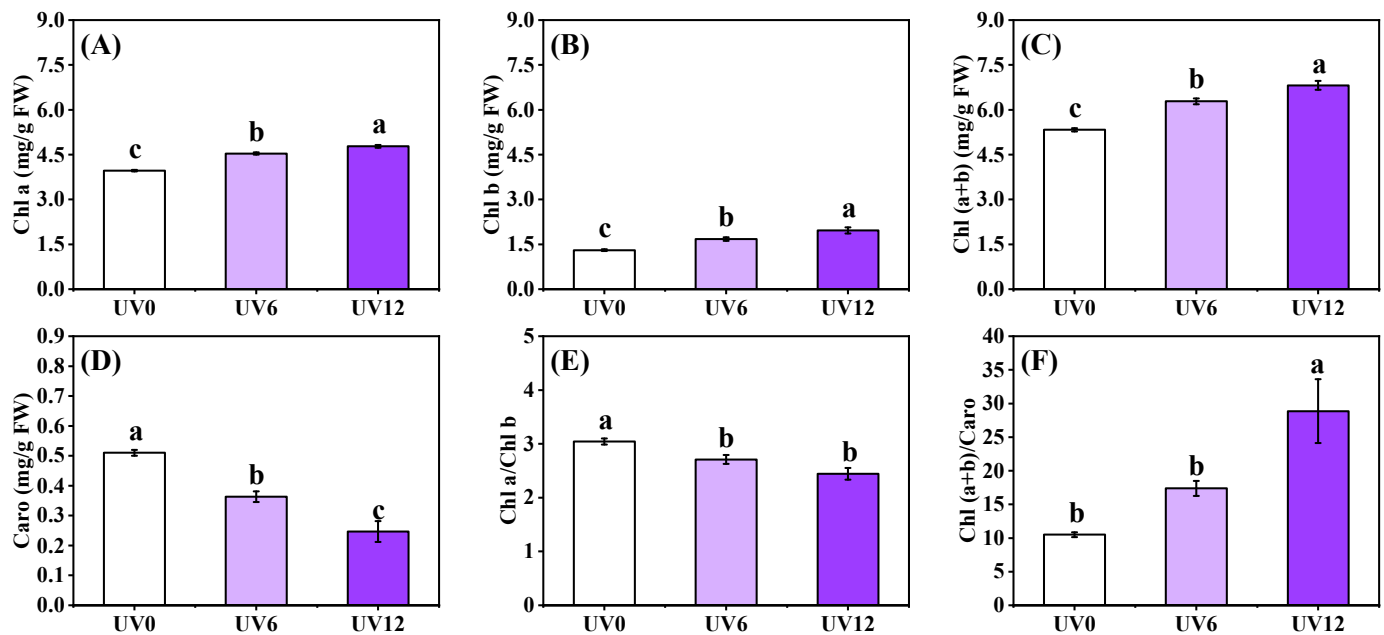 (A)
Chl a (mg/g FW)
9.0
7.5
6.0
4.5
3.0
1.5
0.0
c
b
a
UV0 UV6 UV12
(B)
Chl b (mg/g FW)
9.0
7.5
6.0
4.5
3.0
1.5
0.0
c
b
a
UV0 UV6 UV12
(C)
Chl (a+b) (mg/g FW)
9.0
7.5
6.0
4.5
3.0
1.5
0.0
c
b
a
UV0 UV6 UV12
(D)
Caro (mg/g FW)
0.9
0.8
0.7
0.6
0.5
0.4
0.3
0.2
0.1
0.0
a
b
c
UV0 UV6 UV12
(E)
Chl a/Chl b
5
4
3
2
1
0
a
b
b
UV0 UV6 UV12
(F)
Chl (a+b)/Caro
40
35
30
25
20
15
10
5
0
b
b
a
UV0 UV6 UV12